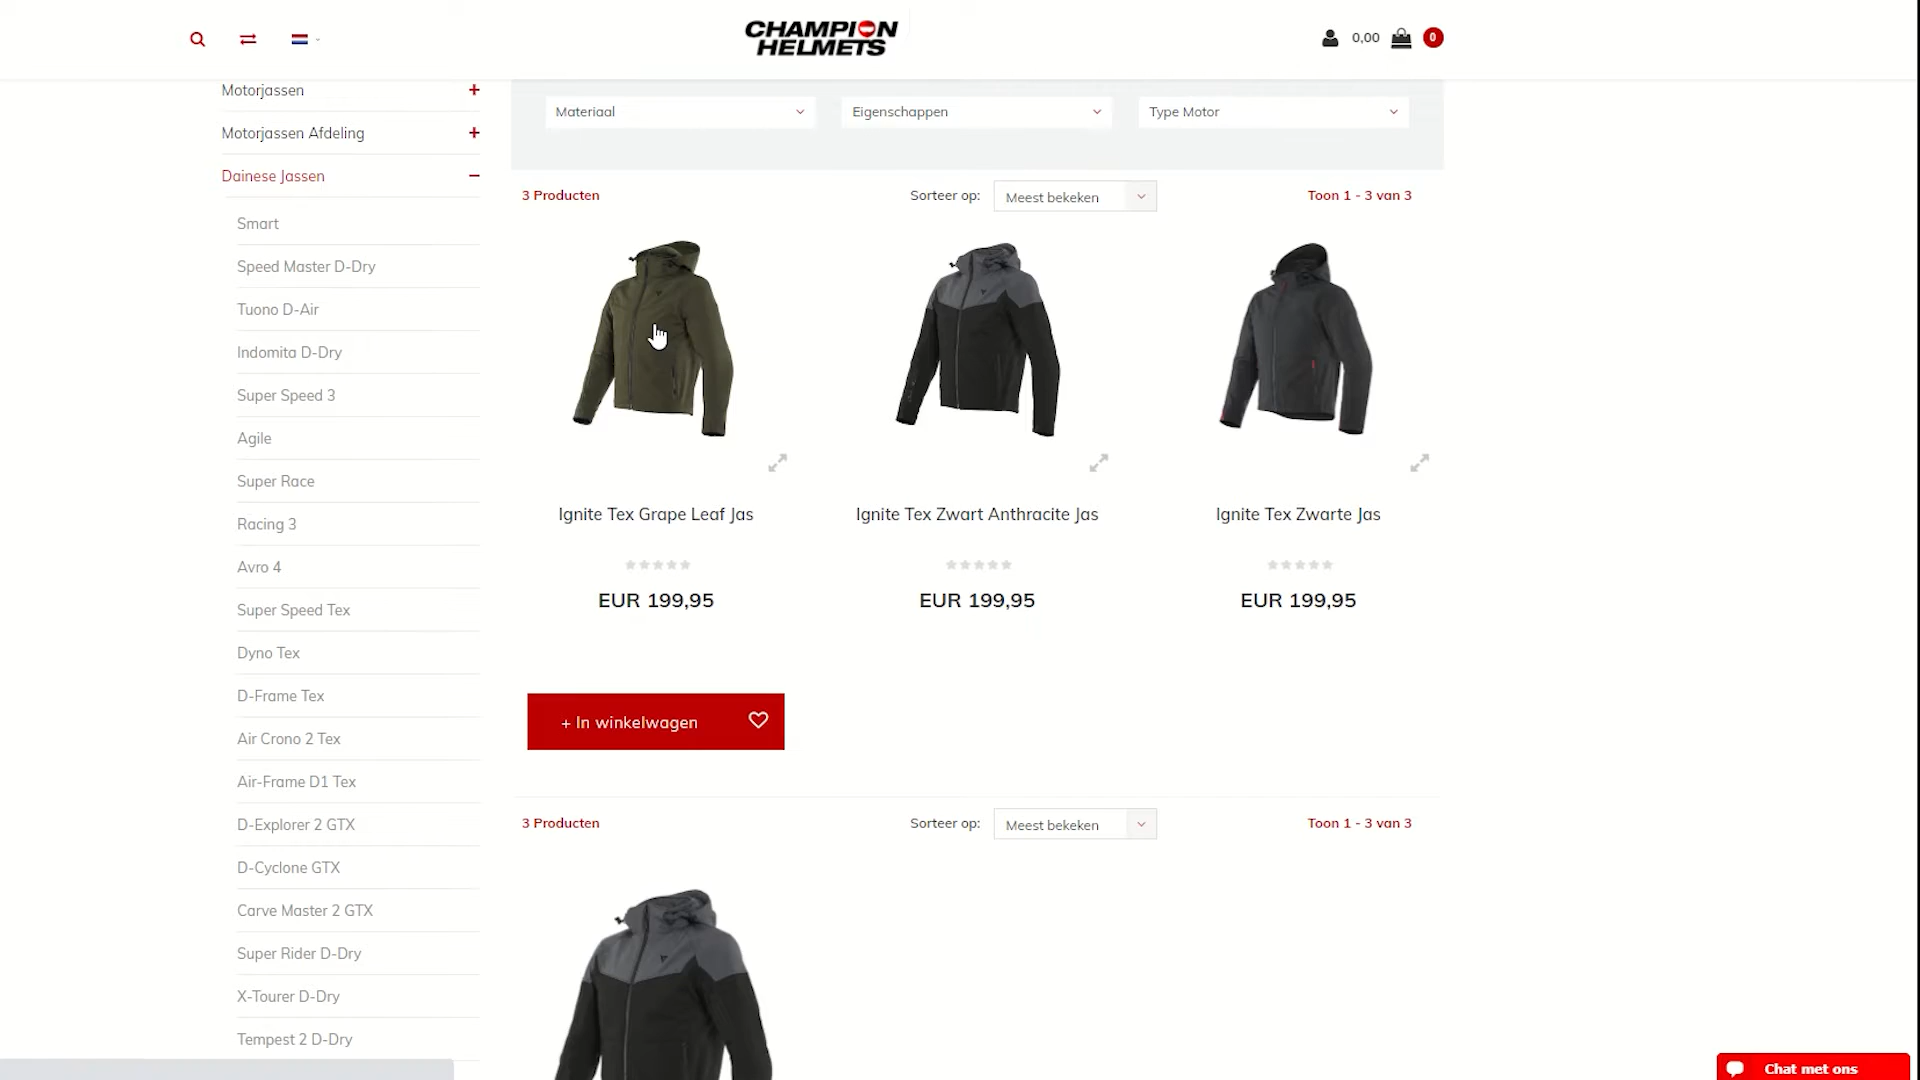 CHAMPION
HELMETS
0,00
0
Motorjassen
Motorjassen Afdeling
Dainese Jassen
Smart
Speed Master D-Dry
Tuono D-Air
Indomita D-Dry
Super Speed 3
Agile
Super Race
Racing 3
Avro 4
Super Speed Tex
Dyno Tex
D-Frame Tex
Air Crono 2 Tex
Air-Frame D1 Tex
D-Explorer 2 GTX
D-Cyclone GTX
Carve Master 2 GTX
Super Rider D-Dry
X-Tourer D-Dry
Tempest 2 D-Dry
Materiaal
Eigenschappen
Type Motor
3 Producten
Sorteer op:
Meest bekeken
Toon 1 - 3 van 3
Ignite Tex Grape Leaf Jas
EUR 199,95
+ In winkelwagen
Ignite Tex Zwart Anthracite Jas
EUR 199,95
Ignite Tex Zwarte Jas
EUR 199,95
3 Producten
Sorteer op:
Meest bekeken
Toon 1 - 3 van 3
Chat met ons